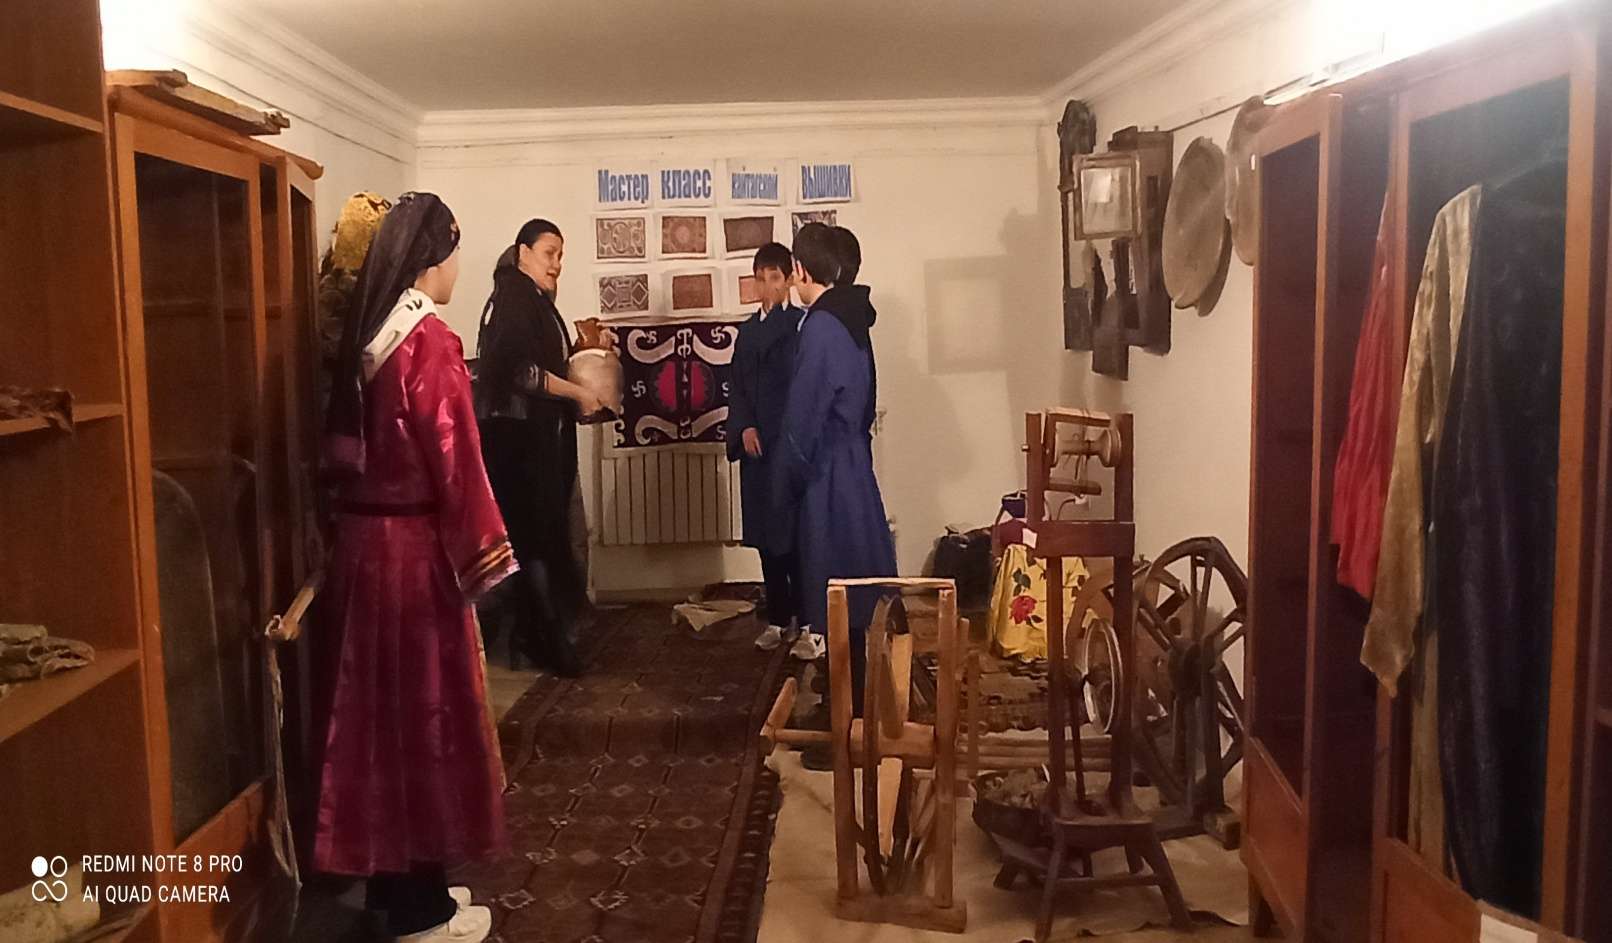 Мастер класс кайтагской вышивки
REDMI NOTE 8 PRO
AI QUAD CAMERA